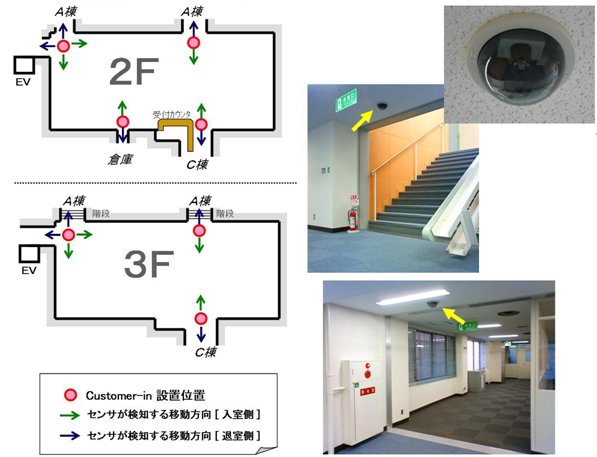 A棟
A棟
EV
2F
受付カウンタ
倉庫
C棟
A棟
階段
A棟
階段
EV
3F
C棟
Customer-in 設置位置
センサが検知する移動方向 [ 入室側 ]
センサが検知する移動方向 [ 退室側 ]